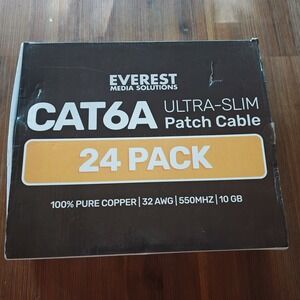 EVEREST
MEDIA SOLUTIONS
CAT6A ULTRA-SLIM
Patch Cable
24 PACK
100% PURE COPPER | 32 AWG | 550MHZ | 10 GB